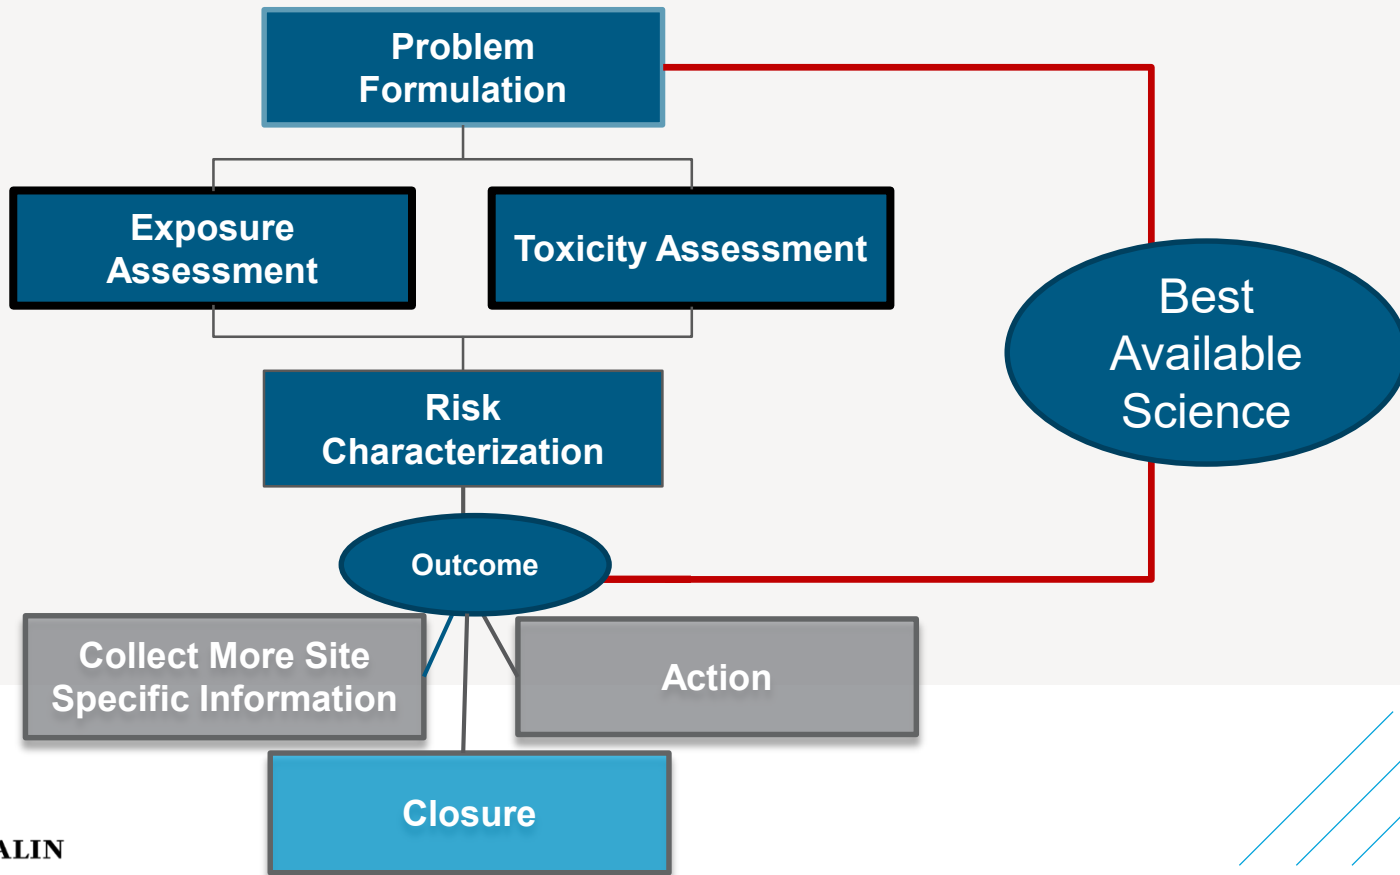 Problem
Formulation
Exposure
Assessment
Toxicity Assessment
Best
Available
Science
Risk
Characterization
Outcome
Collect More Site
Specific Information
Action
Closure
ALIN